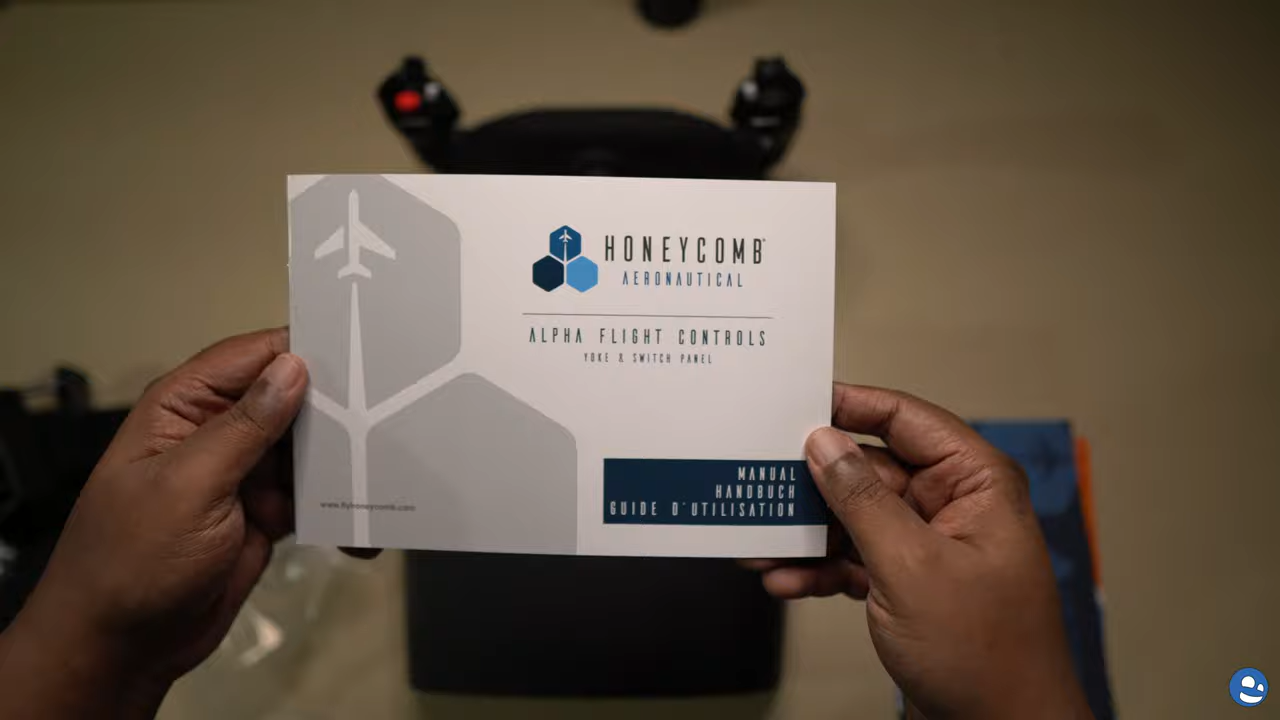 HONEYCOMB
AERONAUTICAL
ALPHA FLIGHT CONTROLS
YOKE & SWITCH PANEL
MANUAL
HANDBUCH
GUIDE D'UTILISATION
www.flyhoneycomb.com